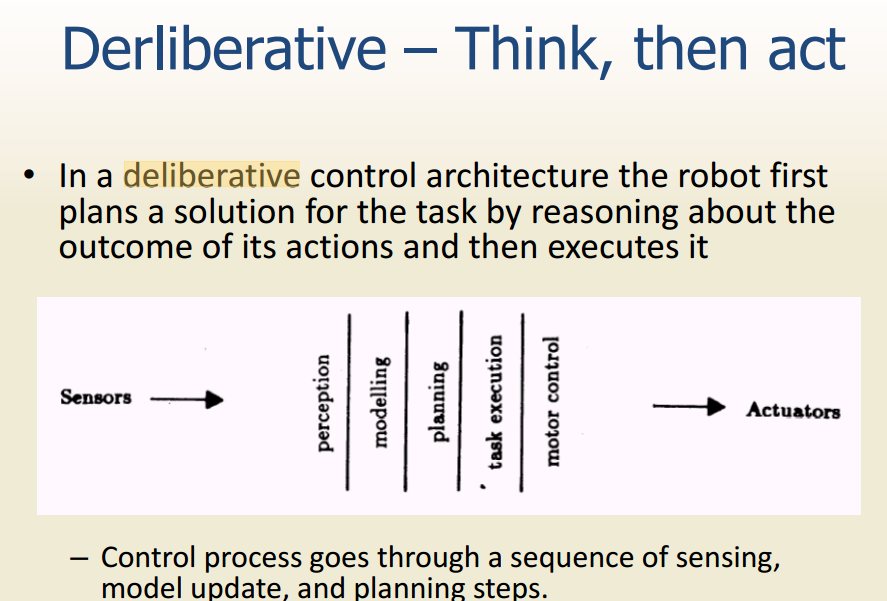 Derliberative – Think, then act
• In a deliberative control architecture the robot first
plans a solution for the task by reasoning about the
outcome of its actions and then executes it
Sensors
perception
modelling
planning
task execution
motor control
Actuators
– Control process goes through a sequence of sensing,
model update, and planning steps.